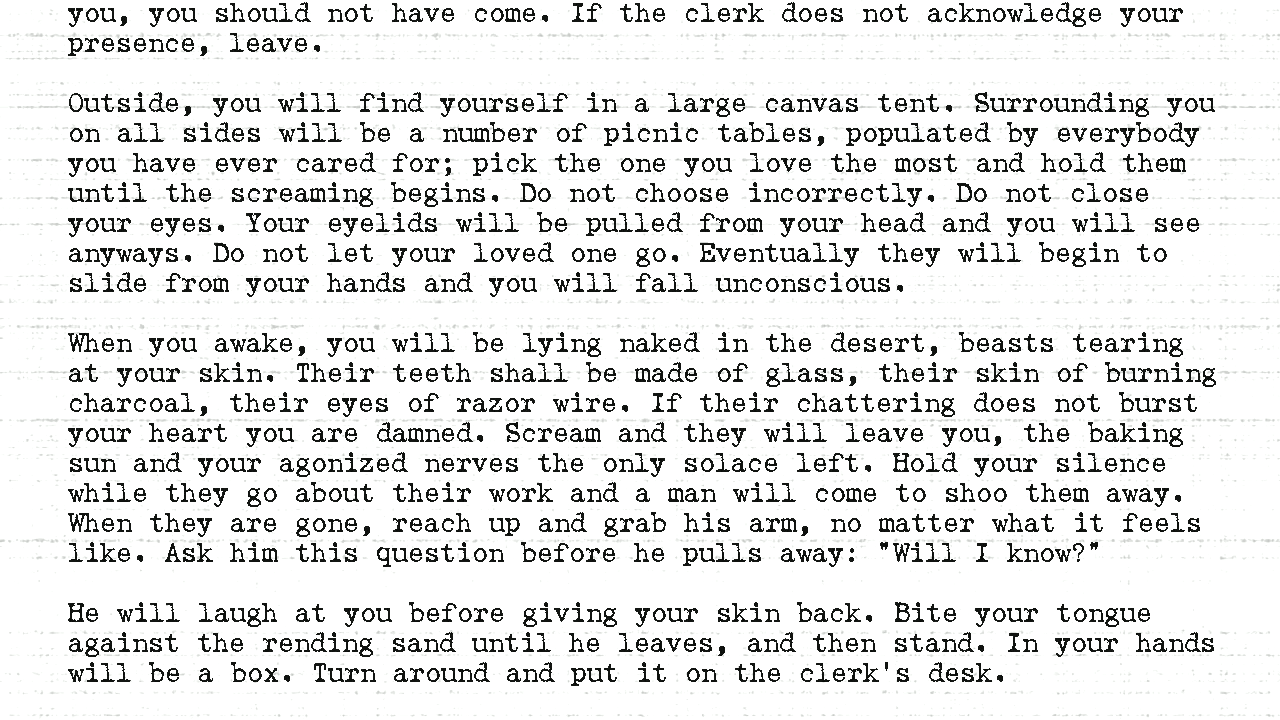 you, you should not have come. If the clerk does not acknowledge your
presence, leave.
Outside, you will find yourself in a large canvas tent. Surrounding you
on all sides will be a number of picnic tables, populated by everybody
you have ever cared for; pick the one you love the most and hold them
until the screaming begins. Do not choose incorrectly. Do not close
your eyes. Your eyelids will be pulled from your head and you will see
anyways. Do not let your loved one go. Eventually they will begin to
slide from your hands and you will fall unconscious.
When you awake, you will be lying naked in the desert, beasts tearing
at your skin. Their teeth shall be made of glass, their skin of burning
charcoal, their eyes of razor wire. If their chattering does not burst
your heart you are damned. Scream and they will leave you, the baking
sun and your agonized nerves the only solace left. Hold your silence
while they go about their work and a man will come to shoo them away.
When they are gone, reach up and grab his arm, no matter what it feels
like. Ask him this question before he pulls away: "Will I know?"
He will laugh at you before giving your skin back. Bite your tongue
against the rending sand until he leaves, and then stand. In your hands
will be a box. Turn around and put it on the clerk's desk.